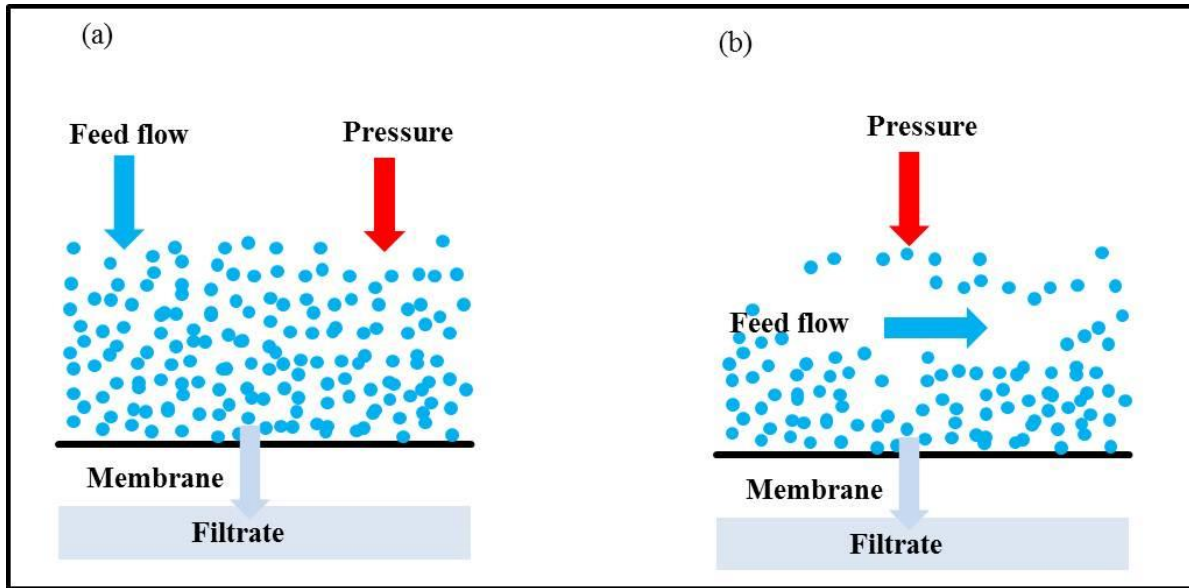 (a)
Feed flow
Pressure
Membrane
Filtrate
(b)
Pressure
Feed flow
Membrane
Filtrate